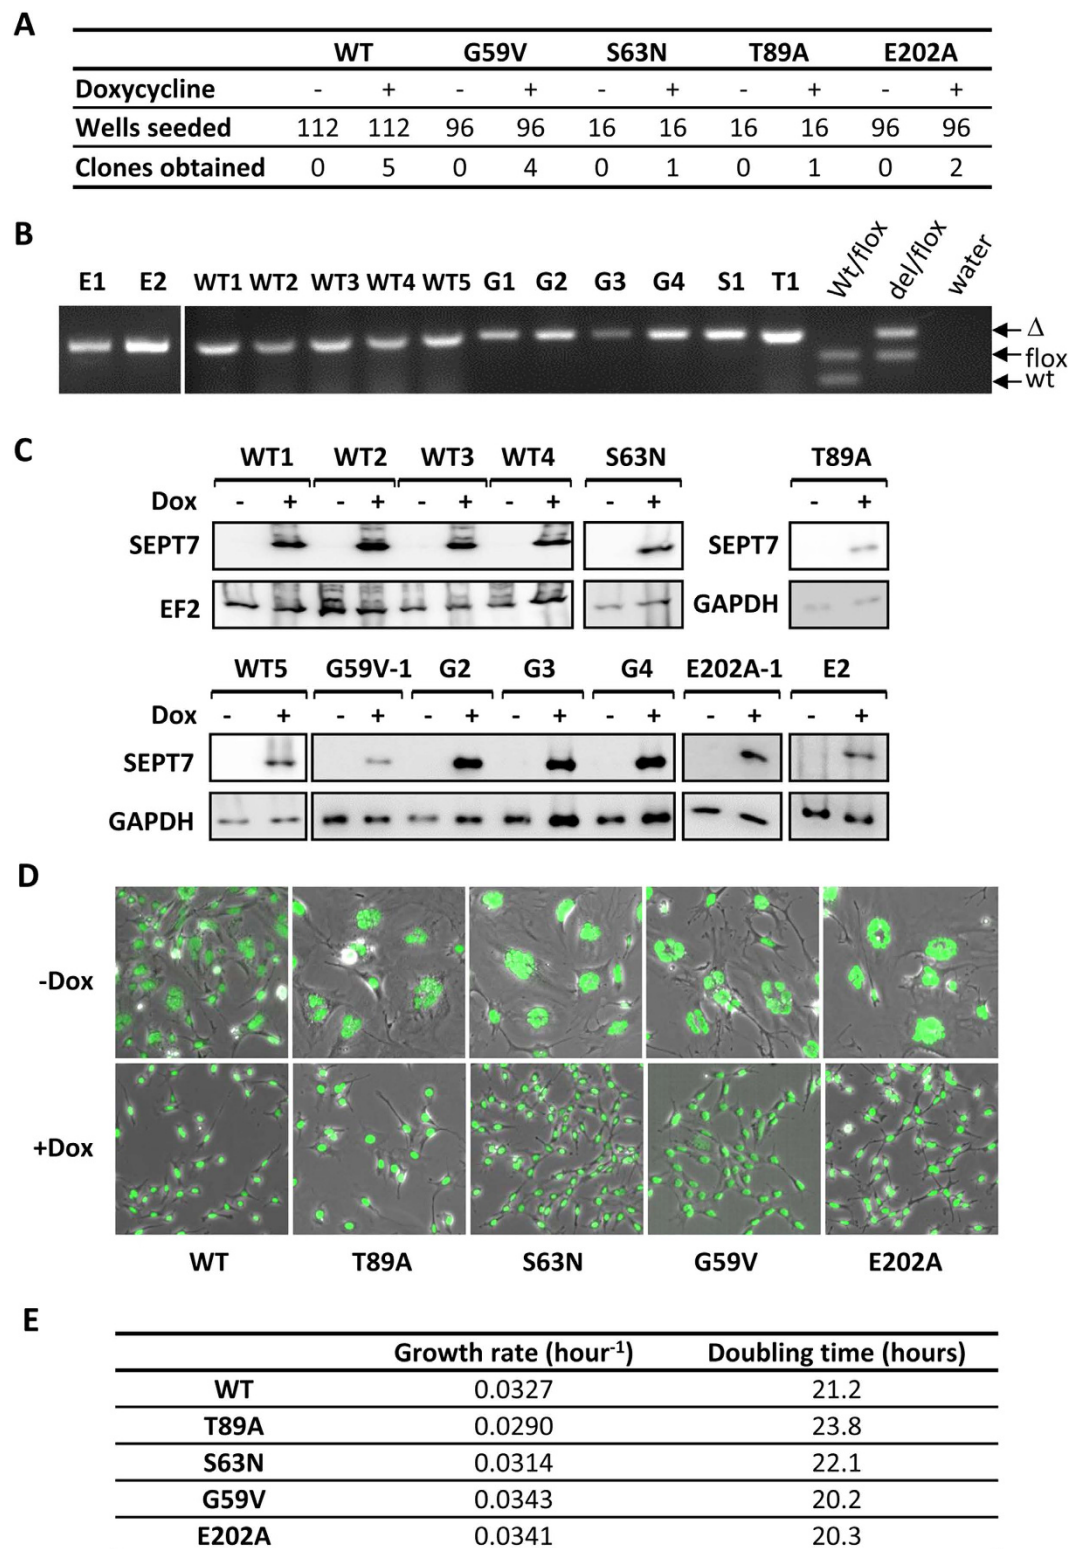 A
WT G59V S63N T89A E202A
Doxycycline - + - + - + - + - +
Wells seeded 112 112 96 96 16 16 16 16 96 96
Clones obtained 0 5 0 4 0 1 0 1 0 2
B
E1 E2 WT1 WT2 WT3 WT4 WT5 G1 G2 G3 G4 S1 T1 Wt/flox del/flox water
Δ
flox
wt
C
WT1 WT2 WT3 WT4 S63N T89A
Dox - + - + - + - + - + - +
SEPT7 SEPT7
EF2 GAPDH
WT5 G59V-1 G2 G3 G4 E202A-1 E2
Dox - + - + - + - + - + - + - +
SEPT7
GAPDH
D
-Dox
+Dox
WT T89A S63N G59V E202A
E
Growth rate (hour⁻¹) Doubling time (hours)
WT 0.0327 21.2
T89A 0.0290 23.8
S63N 0.0314 22.1
G59V 0.0343 20.2
E202A 0.0341 20.3